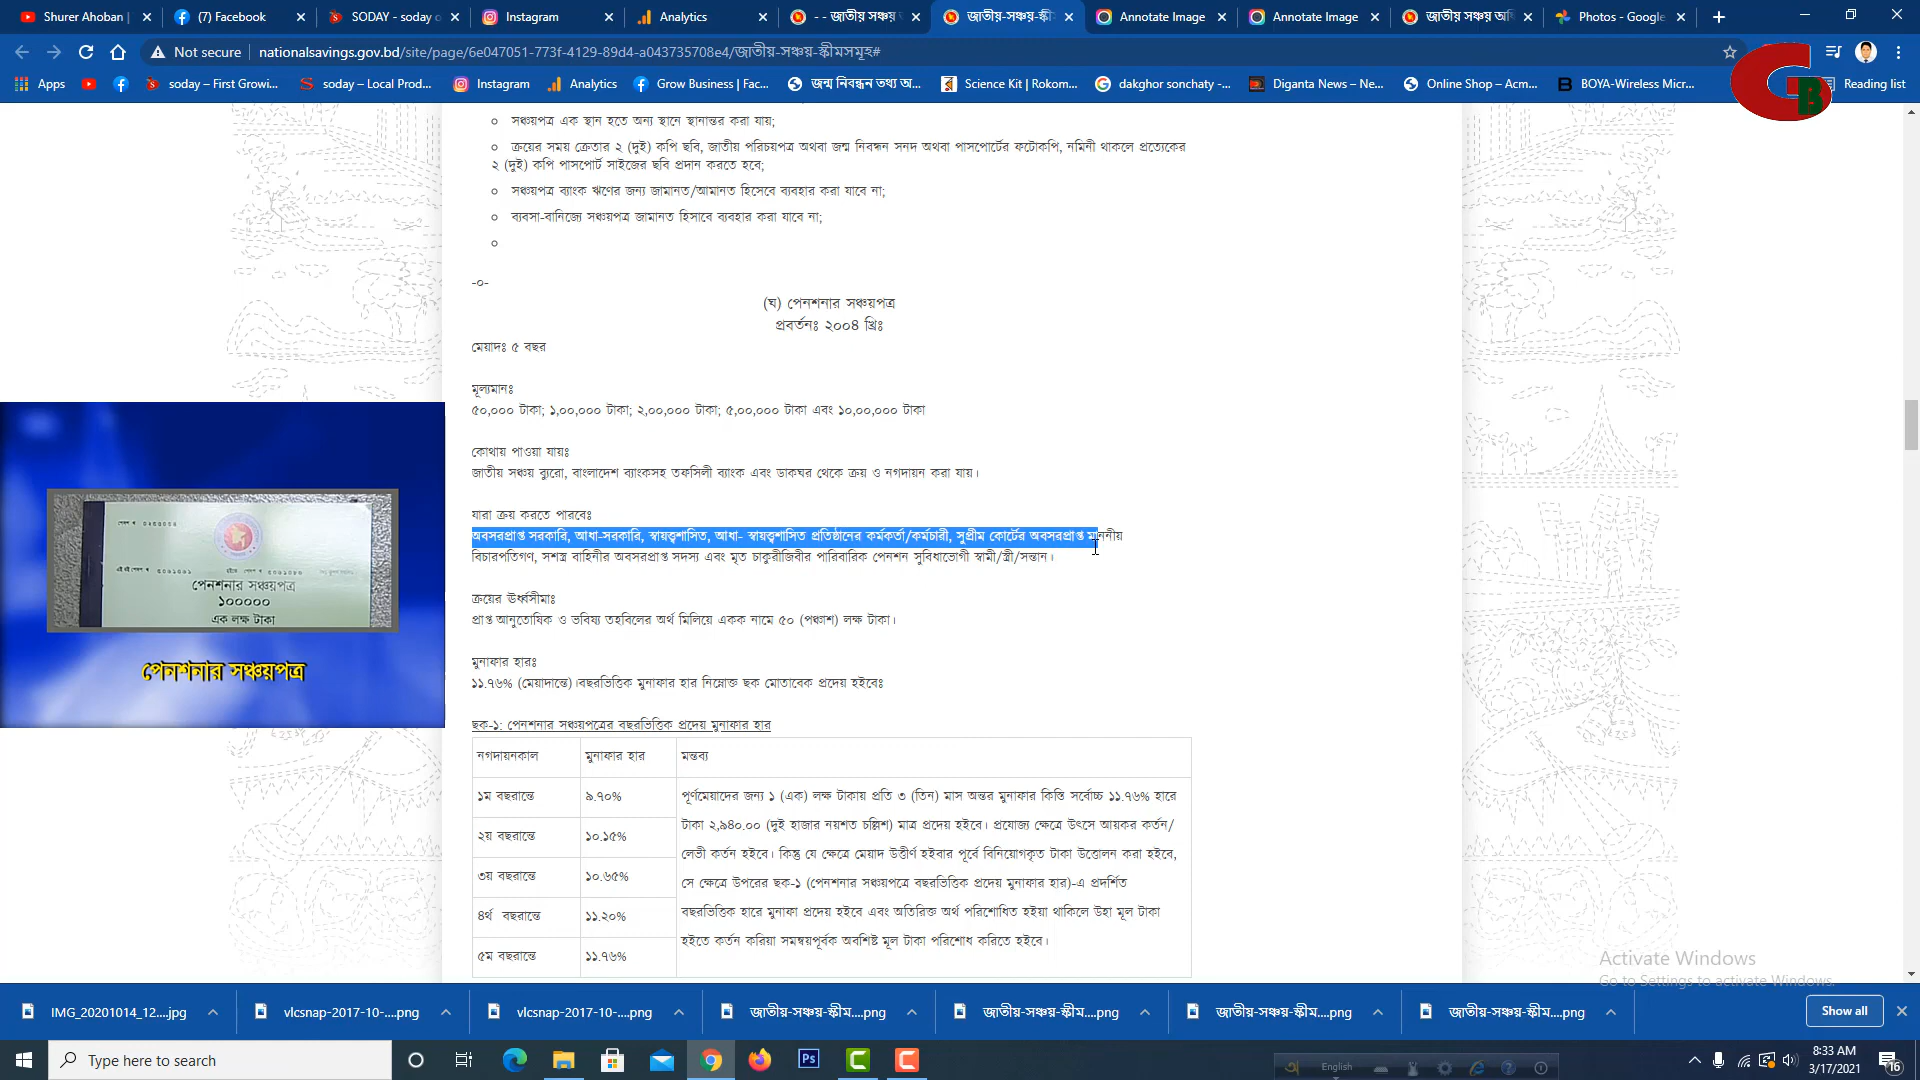 Shurer Ahoban |
(7) Facebook
SODAY - soday o
Instagram
Analytics
- - জাতীয় সঞ্চয় অ
জাতীয়-সঞ্চয়-স্কী
Annotate Image
Annotate Image
জাতীয় সঞ্চয় অধি
Photos - Google
Not secure
nationalsavings.gov.bd/site/page/6e047051-773f-4129-89d4-a043735708e4/জাতীয়-সঞ্চয়-স্কীমসমূহ#
Apps
soday – First Growi...
soday – Local Prod...
Instagram
Analytics
Grow Business | Fac...
জন্ম নিবন্ধন তথ্য অ...
Science Kit | Rokom...
dakghor sonchaty -...
Diganta News – Ne...
Online Shop – Acm...
BOYA-Wireless Micr...
Reading list
GB
সঞ্চয়পত্র এক স্থান হতে অন্য স্থানে স্থানান্তর করা যায়;
ক্রয়ের সময় ক্রেতার ২ (দুই) কপি ছবি, জাতীয় পরিচয়পত্র অথবা জন্ম নিবন্ধন সনদ অথবা পাসপোর্টের ফটোকপি, নমিনী থাকলে প্রত্যেকের
২ (দুই) কপি পাসপোর্ট সাইজের ছবি প্রদান করতে হবে;
সঞ্চয়পত্র ব্যাংক ঋণের জন্য জামানত/আমানত হিসেবে ব্যবহার করা যাবে না;
ব্যবসা-বানিজ্যে সঞ্চয়পত্র জামানত হিসাবে ব্যবহার করা যাবে না;
-০-
(ঘ) পেনশনার সঞ্চয়পত্র
প্রবর্তনঃ ২০০৪ খ্রিঃ
মেয়াদঃ ৫ বছর
মূল্যমানঃ
৫০,০০০ টাকা; ১,০০,০০০ টাকা; ২,০০,০০০ টাকা; ৫,০০,০০০ টাকা এবং ১০,০০,০০০ টাকা
কোথায় পাওয়া যায়ঃ
জাতীয় সঞ্চয় ব্যুরো, বাংলাদেশ ব্যাংকসহ তফসিলী ব্যাংক এবং ডাকঘর থেকে ক্রয় ও নগদায়ন করা যায়।
যারা ক্রয় করতে পারবেঃ
অবসরপ্রাপ্ত সরকারি, আধা-সরকারি, স্বায়ত্বশাসিত, আধা- স্বায়ত্বশাসিত প্রতিষ্ঠানের কর্মকর্তা/কর্মচারী, সুপ্রীম কোর্টের অবসরপ্রাপ্ত মাননীয়
বিচারপতিগণ, সশস্ত্র বাহিনীর অবসরপ্রাপ্ত সদস্য এবং মৃত চাকুরীজিবীর পারিবারিক পেনশন সুবিধাভোগী স্বামী/স্ত্রী/সন্তান।
ক্রয়ের ঊর্ধ্বসীমাঃ
প্রাপ্ত আনুতোষিক ও ভবিষ্য তহবিলের অর্থ মিলিয়ে একক নামে ৫০ (পঞ্চাশ) লক্ষ টাকা।
মুনাফার হারঃ
১১.৭৬% (মেয়াদান্তে)।বছরভিত্তিক মুনাফার হার নিম্নোক্ত ছক মোতাবেক প্রদেয় হইবেঃ
ছক-১: পেনশনার সঞ্চয়পত্রের বছরভিত্তিক প্রদেয় মুনাফার হার
নগদায়নকাল
মুনাফার হার
মন্তব্য
১ম বছরান্তে
৯.৭০%
২য় বছরান্তে
১০.১৫%
৩য় বছরান্তে
১০.৬৫%
৪র্থ বছরান্তে
১১.২০%
৫ম বছরান্তে
১১.৭৬%
পূর্ণমেয়াদের জন্য ১ (এক) লক্ষ টাকায় প্রতি ৩ (তিন) মাস অন্তর মুনাফার কিস্তি সর্বোচ্চ ১১.৭৬% হারে
টাকা ২,৯৪০.০০ (দুই হাজার নয়শত চল্লিশ) মাত্র প্রদেয় হইবে। প্রযোজ্য ক্ষেত্রে উৎসে আয়কর কর্তন/
লেভী কর্তন হইবে। কিন্তু যে ক্ষেত্রে মেয়াদ উত্তীর্ণ হইবার পূর্বে বিনিয়োগকৃত টাকা উত্তোলন করা হইবে,
সে ক্ষেত্রে উপরের ছক-১ (পেনশনার সঞ্চয়পত্রে বছরভিত্তিক প্রদেয় মুনাফার হার)-এ প্রদর্শিত
বছরভিত্তিক হারে মুনাফা প্রদেয় হইবে এবং অতিরিক্ত অর্থ পরিশোধিত হইয়া থাকিলে উহা মূল টাকা
হইতে কর্তন করিয়া সমন্বয়পূর্বক অবশিষ্ট মূল টাকা পরিশোধ করিতে হইবে।
পেনশনার সঞ্চয়পত্র
১০০০০০
এক লক্ষ টাকা
পেনশনার সঞ্চয়পত্র
Activate Windows
Go to Settings to activate Windows.
IMG_20201014_12....jpg
vlcsnap-2017-10-....png
vlcsnap-2017-10-....png
জাতীয়-সঞ্চয়-স্কীম....png
জাতীয়-সঞ্চয়-স্কীম....png
জাতীয়-সঞ্চয়-স্কীম....png
জাতীয়-সঞ্চয়-স্কীম....png
Show all
Type here to search
Ps
English
8:33 AM
3/17/2021
16